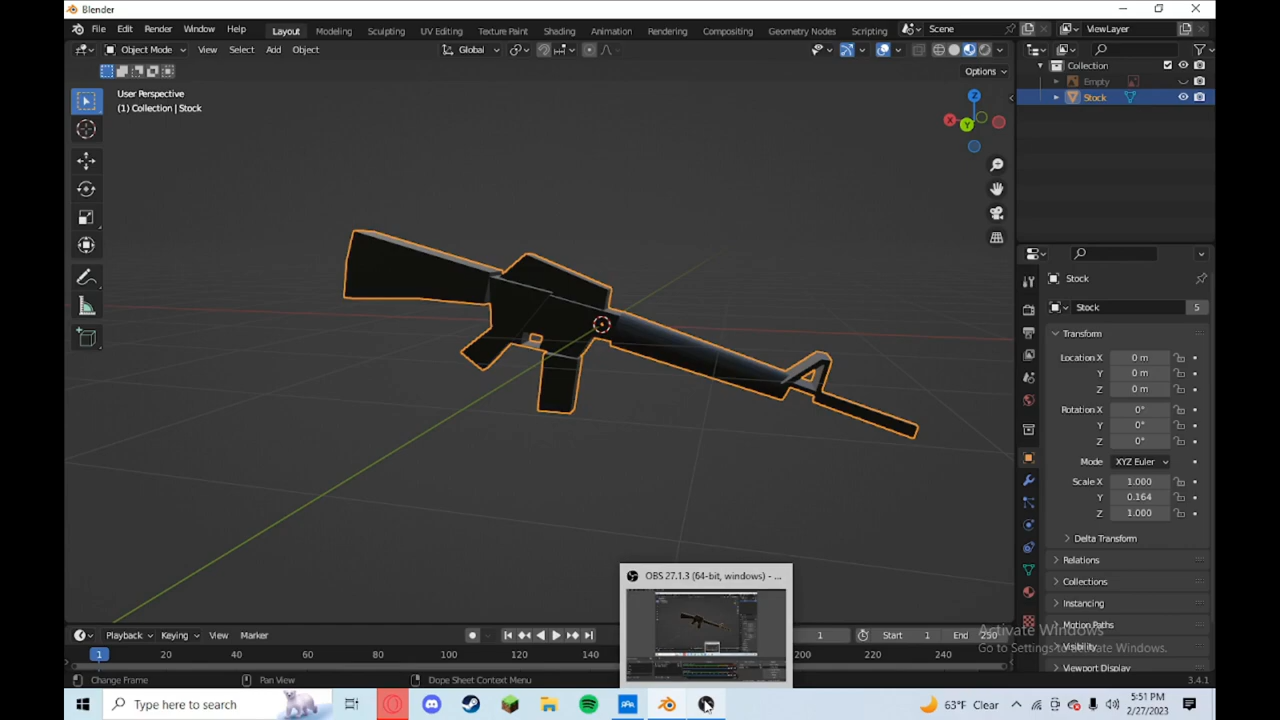 Blender
File Edit Render Window Help Layout Modeling Sculpting UV Editing Texture Paint Shading Animation Rendering Compositing Geometry Nodes Scripting Scene ViewLayer
Object Mode View Select Add Object Global
Options
User Perspective
(1) Collection | Stock
Z
X
Y
Collection
Empty
Stock
Stock
Stock 5
Transform
Location X 0 m
Y 0 m
Z 0 m
Rotation X 0°
Y 0°
Z 0°
Mode XYZ Euler
Scale X 1.000
Y 0.164
Z 1.000
Delta Transform
Relations
Collections
Instancing
Motion Paths
Visibility
Viewport Display
Activate Windows
Go to Settings to Activate Windows.
OBS 27.1.3 (64-bit, windows) - ...
Playback Keying View Marker 1 Start 1 End 250
1 20 40 60 80 100 120 140 200 220 240
Change Frame Pan View Dope Sheet Context Menu 3.4.1
Type here to search
63°F Clear
5:51 PM
2/27/2023